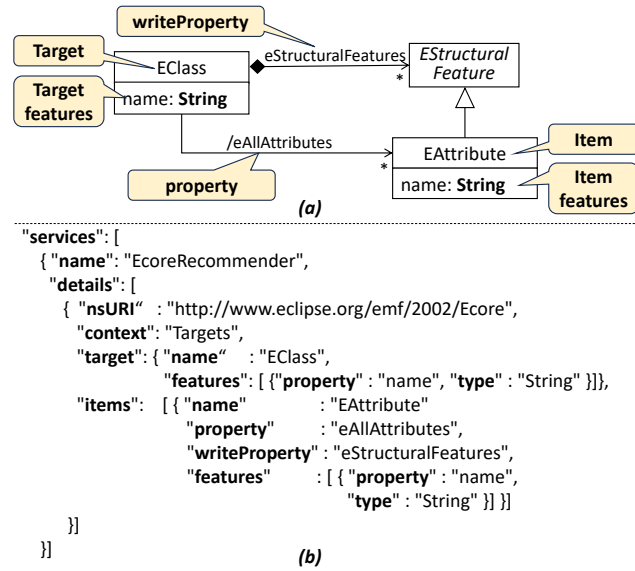 writeProperty
Target
eStructuralFeatures
EStructural
Feature
EClass
*
Target
features
name: String
/eAllAttributes
EAttribute
Item
property
*
name: String
Item
features
(a)
"services": [
{ "name": "EcoreRecommender",
"details": [
{ "nsURI“ : "http://www.eclipse.org/emf/2002/Ecore",
"context": "Targets",
"target": { "name“ : "EClass",
"features": [ {"property" : "name", "type" : "String" }]},
"items": [ { "name" : "EAttribute"
"property" : "eAllAttributes",
"writeProperty" : "eStructuralFeatures",
"features" : [ { "property" : "name",
"type" : "String" }] }]
}]
}]
(b)